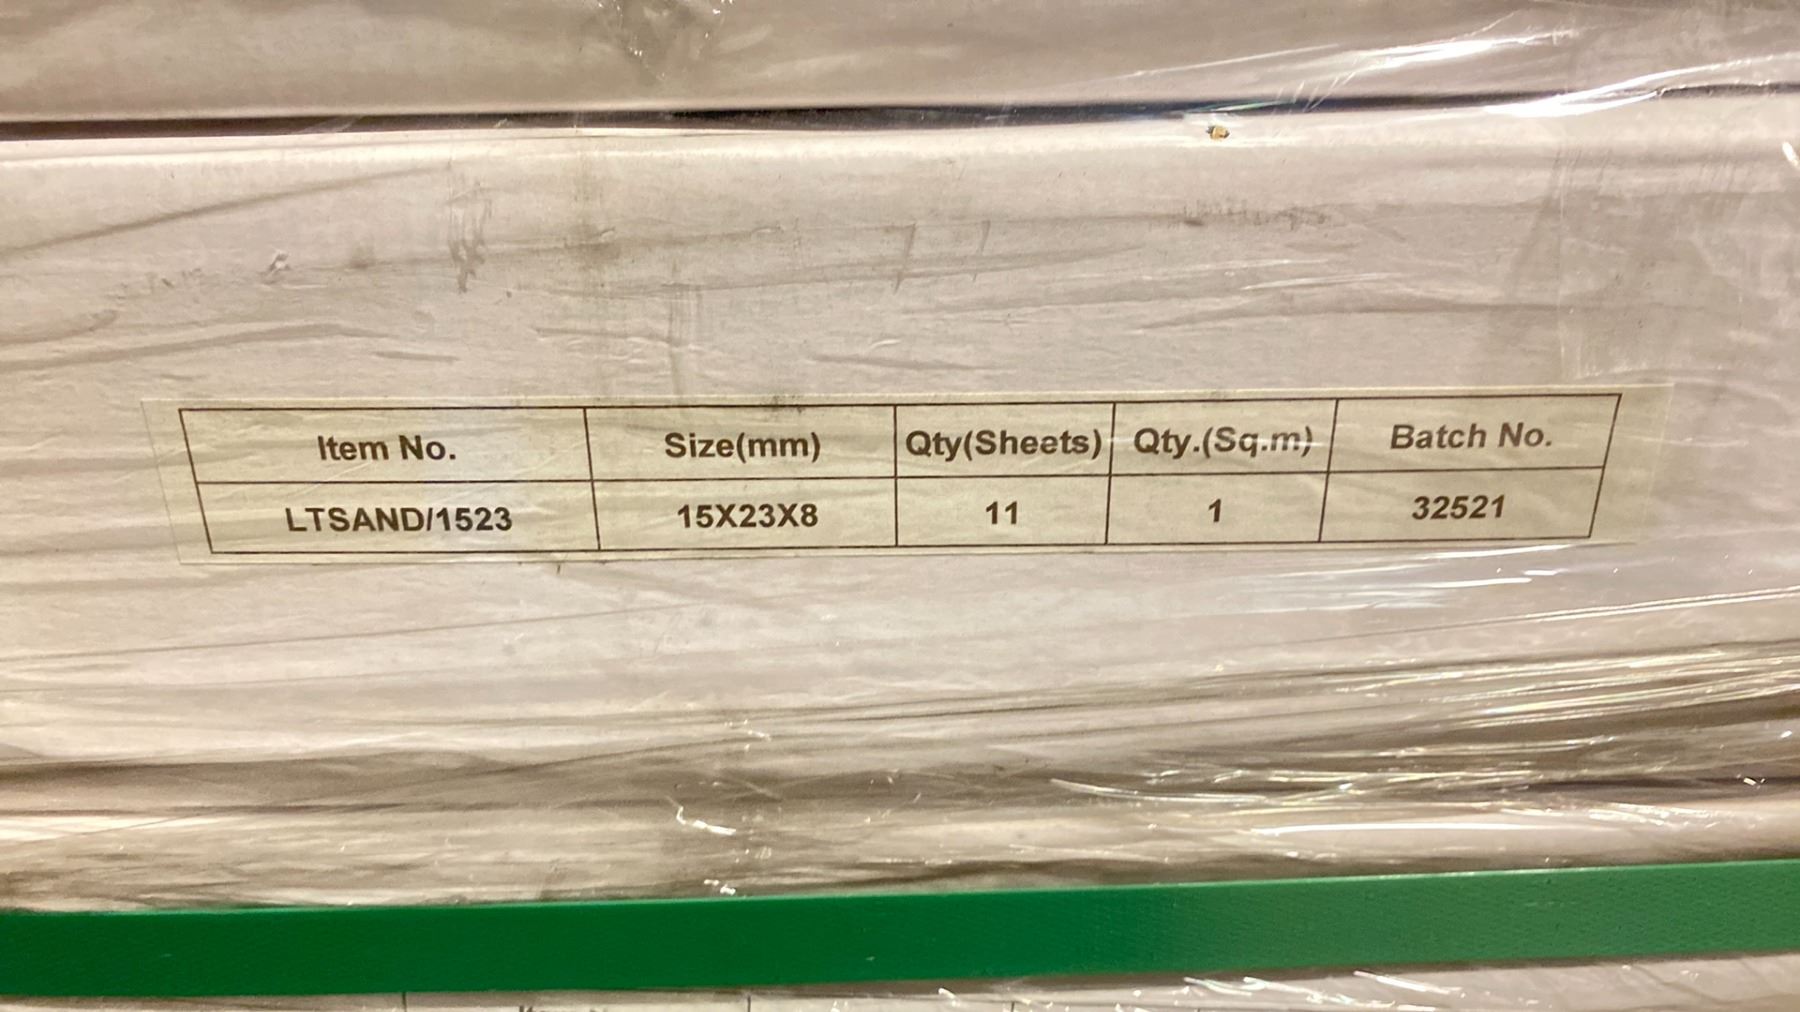 Item No. Size(mm) Qty(Sheets) Qty.(Sq.m) Batch No.
LTSAND/1523 15X23X8 11 1 32521